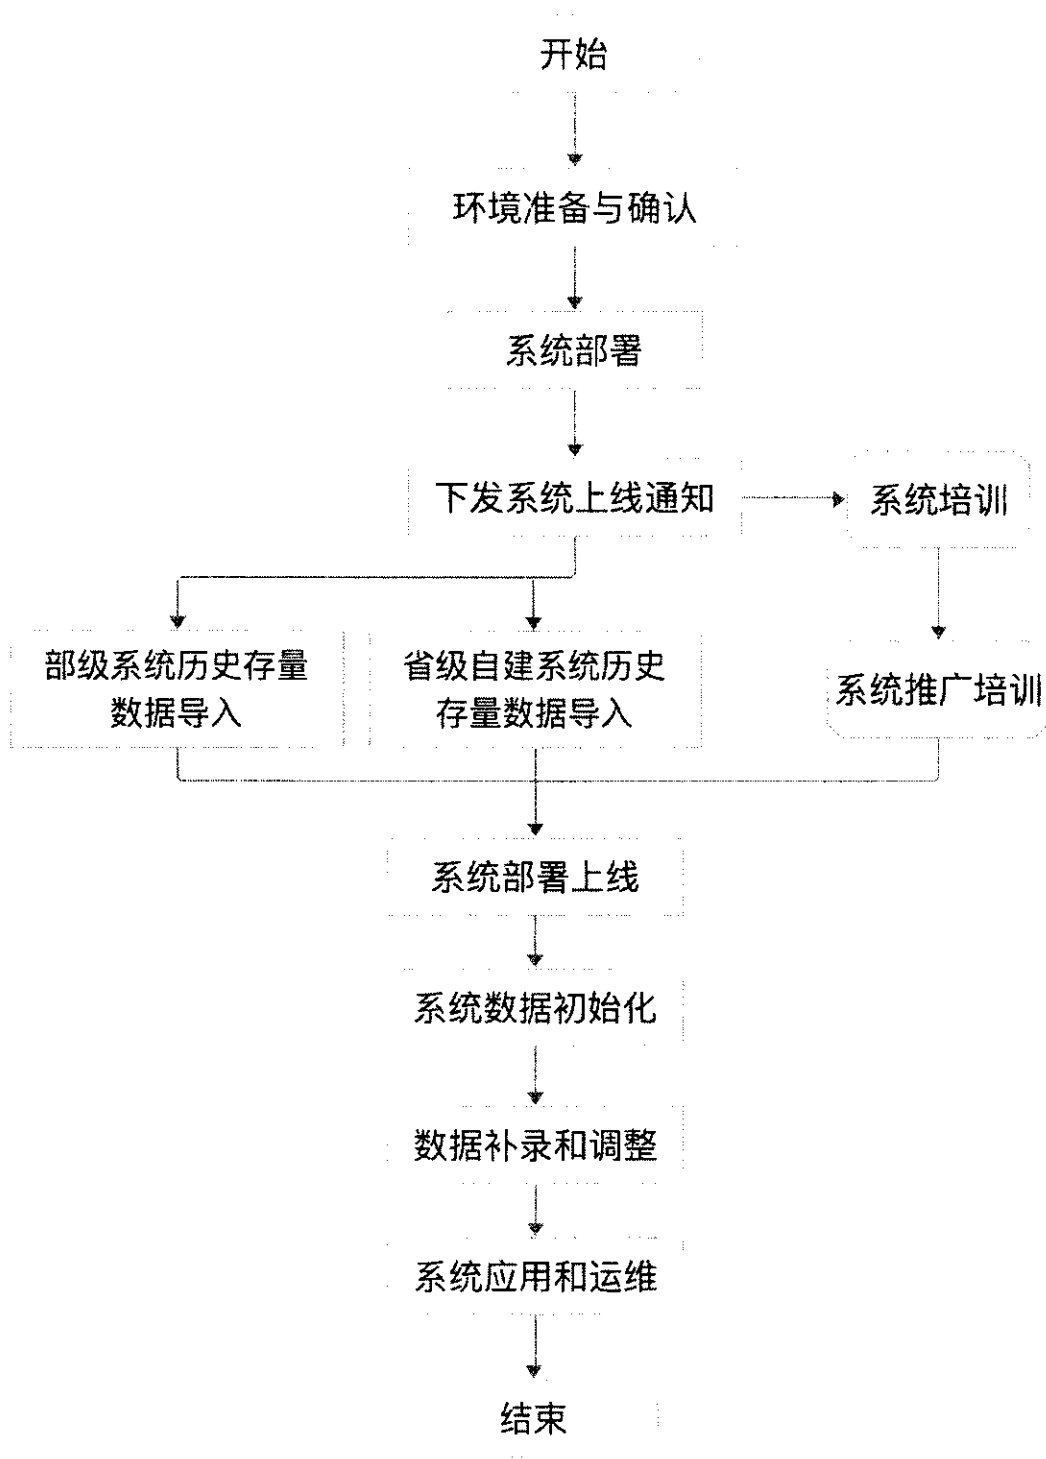 开始
环境准备与确认
系统部署
下发系统上线通知
系统培训
部级系统历史存量
数据导入
省级自建系统历史
存量数据导入
系统推广培训
系统部署上线
系统数据初始化
数据补录和调整
系统应用和运维
结束